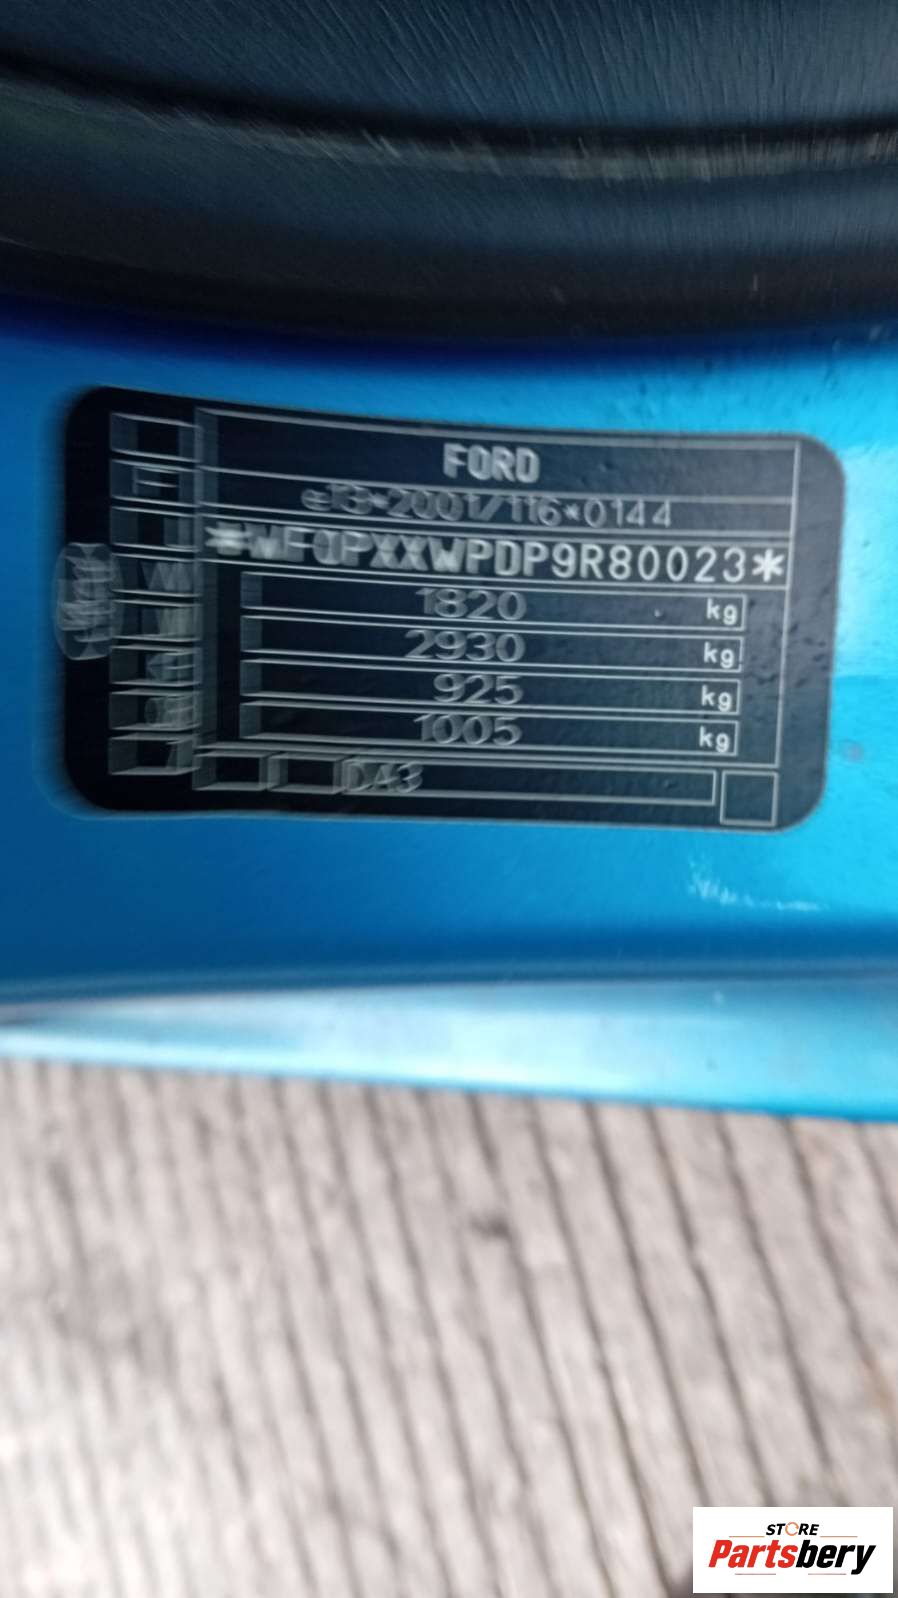 FORD
e13*2001/116*0144
*WF0PXXWPDP9R80023*
1820 kg
2930 kg
925 kg
1005 kg
DA3
STORE
Partsbery